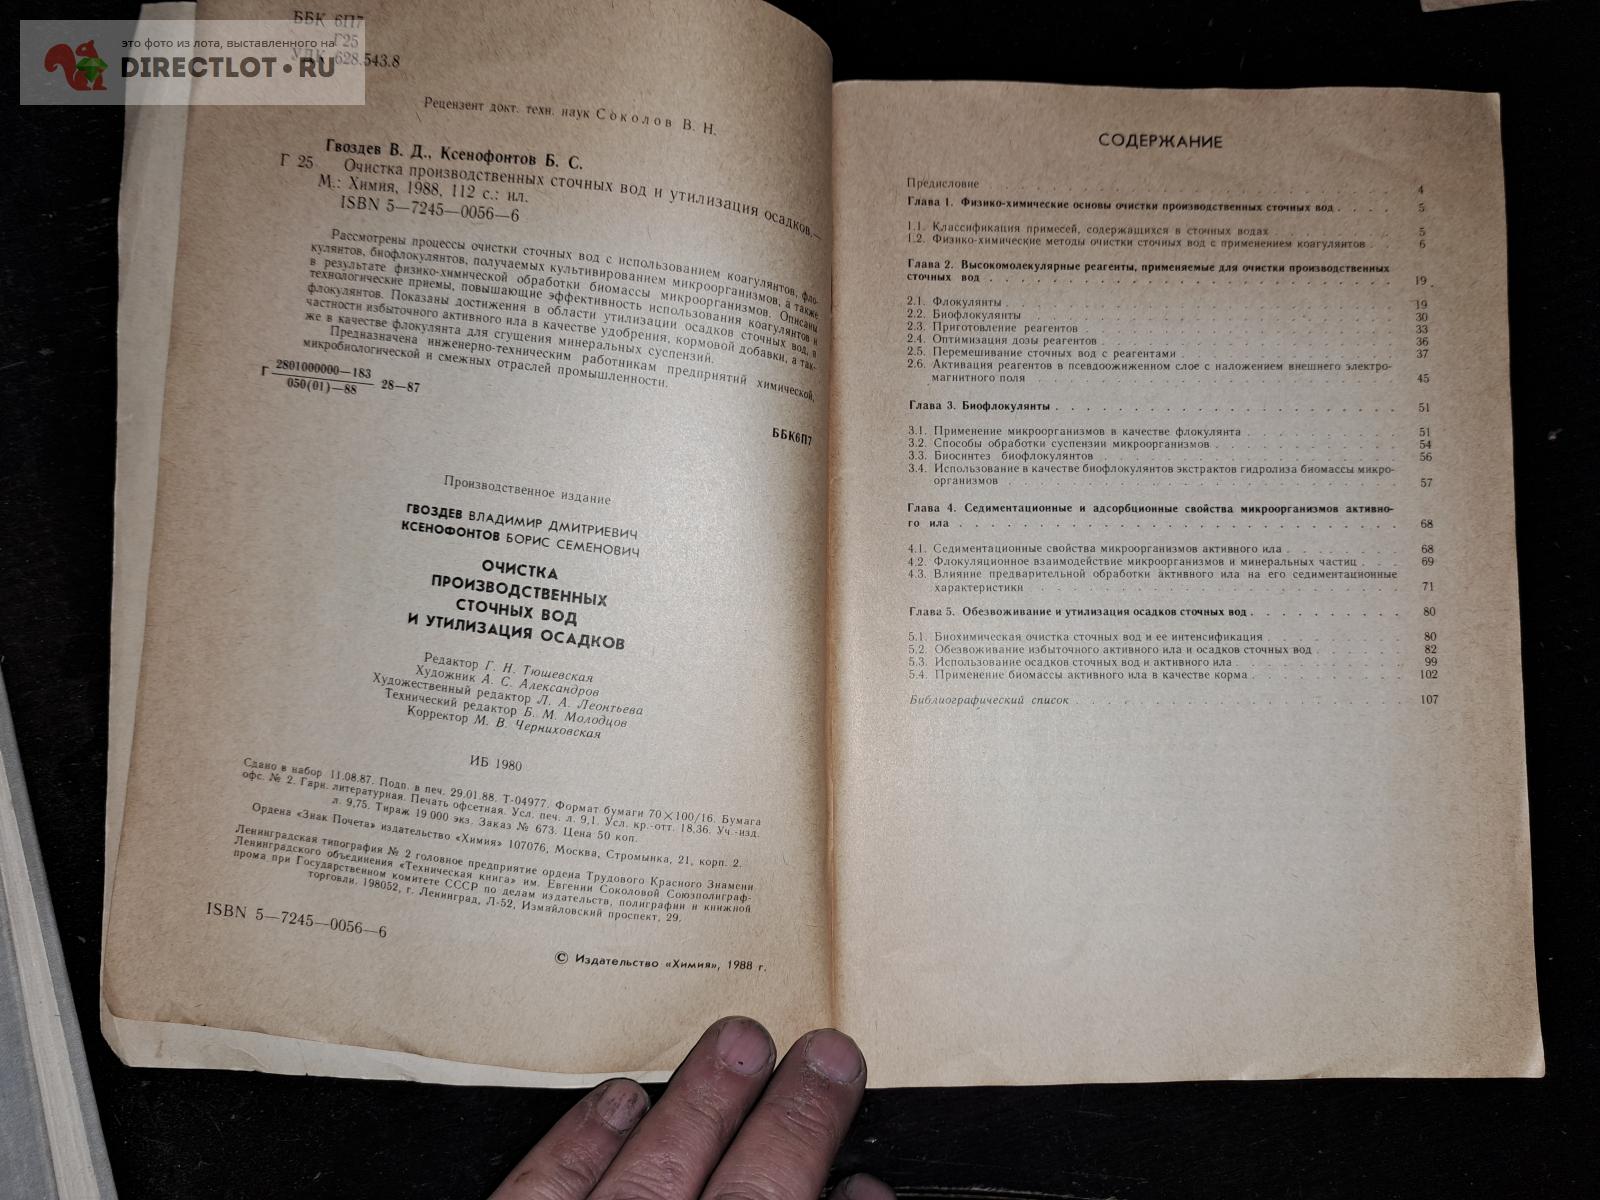 это фото из лота, выставленного на
DIRECTLOT•RU
ББК 6П7
Г25
УДК 628.543.8
Рецензент докт. техн. наук Соколов В. Н.
Гвоздев В. Д., Ксенофонтов Б. С.
Г 25 Очистка производственных сточных вод и утилизация осадков.—
М.: Химия, 1988. 112 с.: ил.
ISBN 5—7245—0056—6
Рассмотрены процессы очистки сточных вод с использованием коагулянтов, фло-
кулянтов, биофлокулянтов, получаемых культивированием микроорганизмов, а также
в результате физико-химической обработки биомассы микроорганизмов. Описаны
технологические приемы, повышающие эффективность использования коагулянтов и
флокулянтов. Показаны достижения в области утилизации осадков сточных вод, в
частности избыточного активного ила в качестве удобрения, кормовой добавки, а так-
же в качестве флокулянта для сгущения минеральных суспензий.
Предназначена инженерно-техническим работникам предприятий химической,
микробиологической и смежных отраслей промышленности.
Г 2801000000—183
050(01)—88 28—87
ББК6П7
Производственное издание
ГВОЗДЕВ ВЛАДИМИР ДМИТРИЕВИЧ
КСЕНОФОНТОВ БОРИС СЕМЕНОВИЧ
ОЧИСТКА
ПРОИЗВОДСТВЕННЫХ
СТОЧНЫХ ВОД
И УТИЛИЗАЦИЯ ОСАДКОВ
Редактор Г. Н. Тюшевская
Художник А. С. Александров
Художественный редактор Л. А. Леонтьева
Технический редактор Б. М. Молодцов
Корректор М. В. Черниховская
ИБ 1980
Сдано в набор 11.08.87. Подп. в печ. 29.01.88. Т-04977. Формат бумаги 70×100/16. Бумага
офс. № 2. Гарн. литературная. Печать офсетная. Усл. печ. л. 9,1. Усл. кр.-отт. 18,36. Уч.-изд.
л. 9,75. Тираж 19 000 экз. Заказ № 673. Цена 50 коп.
Ордена «Знак Почета» издательство «Химия» 107076, Москва, Стромынка, 21, корп. 2.
Ленинградская типография № 2 головное предприятие ордена Трудового Красного Знамени
Ленинградского объединения «Техническая книга» им. Евгении Соколовой Союзполиграф-
прома при Государственном комитете СССР по делам издательств, полиграфии и книжной
торговли. 198052, г. Ленинград, Л-52, Измайловский проспект, 29.
ISBN 5—7245—0056—6
© Издательство «Химия», 1988 г.
СОДЕРЖАНИЕ
Предисловие . . . . 4
Глава 1. Физико-химические основы очистки производственных сточных вод . . . . 5
1.1. Классификация примесей, содержащихся в сточных водах . . . . 5
1.2. Физико-химические методы очистки сточных вод с применением коагулянтов . . 6
Глава 2. Высокомолекулярные реагенты, применяемые для очистки производственных
сточных вод . . . . 19
2.1. Флокулянты . . . . 19
2.2. Биофлокулянты . . . . 30
2.3. Приготовление реагентов . . . . 33
2.4. Оптимизация дозы реагентов . . . . 36
2.5. Перемешивание сточных вод с реагентами . . . . 37
2.6. Активация реагентов в псевдоожиженном слое с наложением внешнего электро-
магнитного поля . . . . 45
Глава 3. Биофлокулянты . . . . 51
3.1. Применение микроорганизмов в качестве флокулянта . . . . 51
3.2. Способы обработки суспензии микроорганизмов . . . . 54
3.3. Биосинтез биофлокулянтов . . . . 56
3.4. Использование в качестве биофлокулянтов экстрактов гидролиза биомассы микро-
организмов . . . . 57
Глава 4. Седиментационные и адсорбционные свойства микроорганизмов активно-
го ила . . . . 68
4.1. Седиментационные свойства микроорганизмов активного ила . . . . 68
4.2. Флокуляционное взаимодействие микроорганизмов и минеральных частиц . . . 69
4.3. Влияние предварительной обработки активного ила на его седиментационные
характеристики . . . . 71
Глава 5. Обезвоживание и утилизация осадков сточных вод . . . . 80
5.1. Биохимическая очистка сточных вод и ее интенсификация . . . . 80
5.2. Обезвоживание избыточного активного ила и осадков сточных вод . . . . 82
5.3. Использование осадков сточных вод и активного ила . . . . 99
5.4. Применение биомассы активного ила в качестве корма . . . . 102
Библиографический список . . . . 107